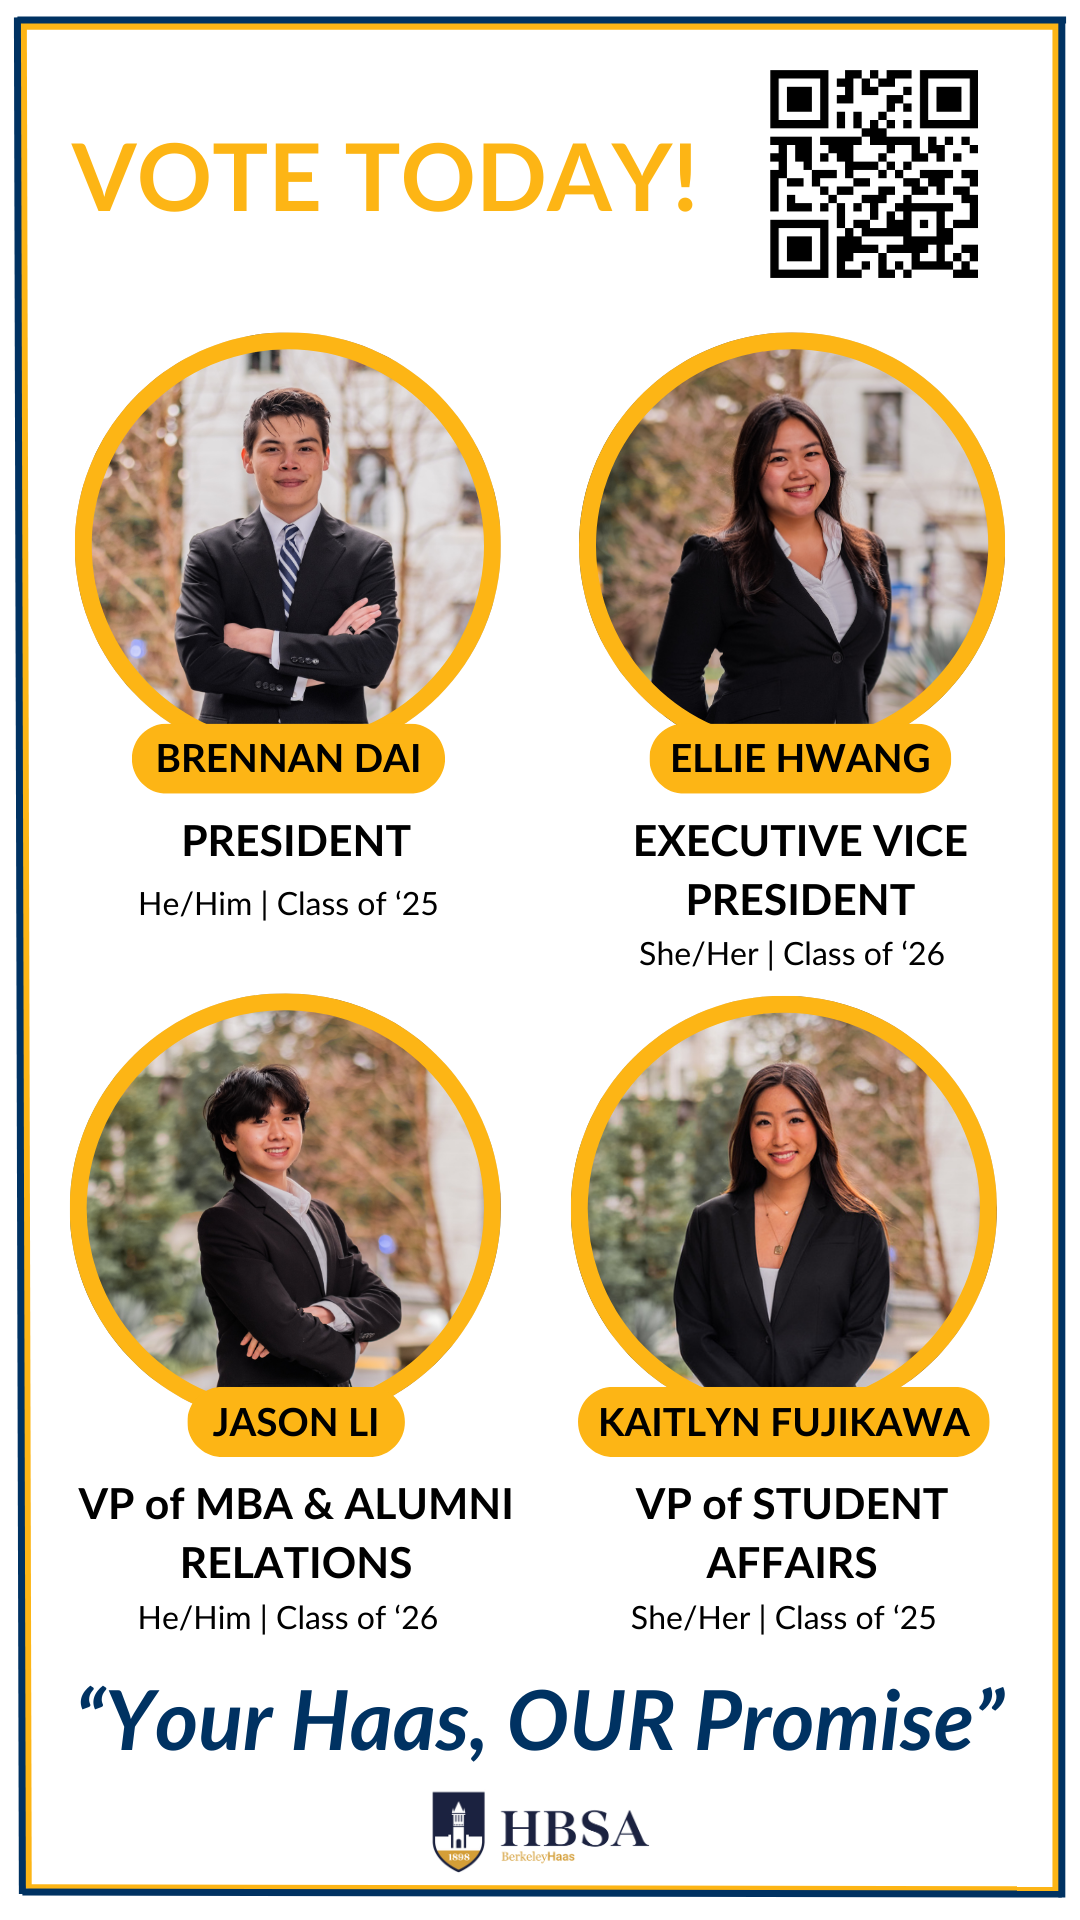 VOTE TODAY!
BRENNAN DAI
PRESIDENT
He/Him | Class of ‘25
ELLIE HWANG
EXECUTIVE VICE
PRESIDENT
She/Her | Class of ‘26
JASON LI
VP of MBA & ALUMNI
RELATIONS
He/Him | Class of ‘26
KAITLYN FUJIKAWA
VP of STUDENT
AFFAIRS
She/Her | Class of ‘25
“Your Haas, OUR Promise”
1898
HBSA
BerkeleyHaas